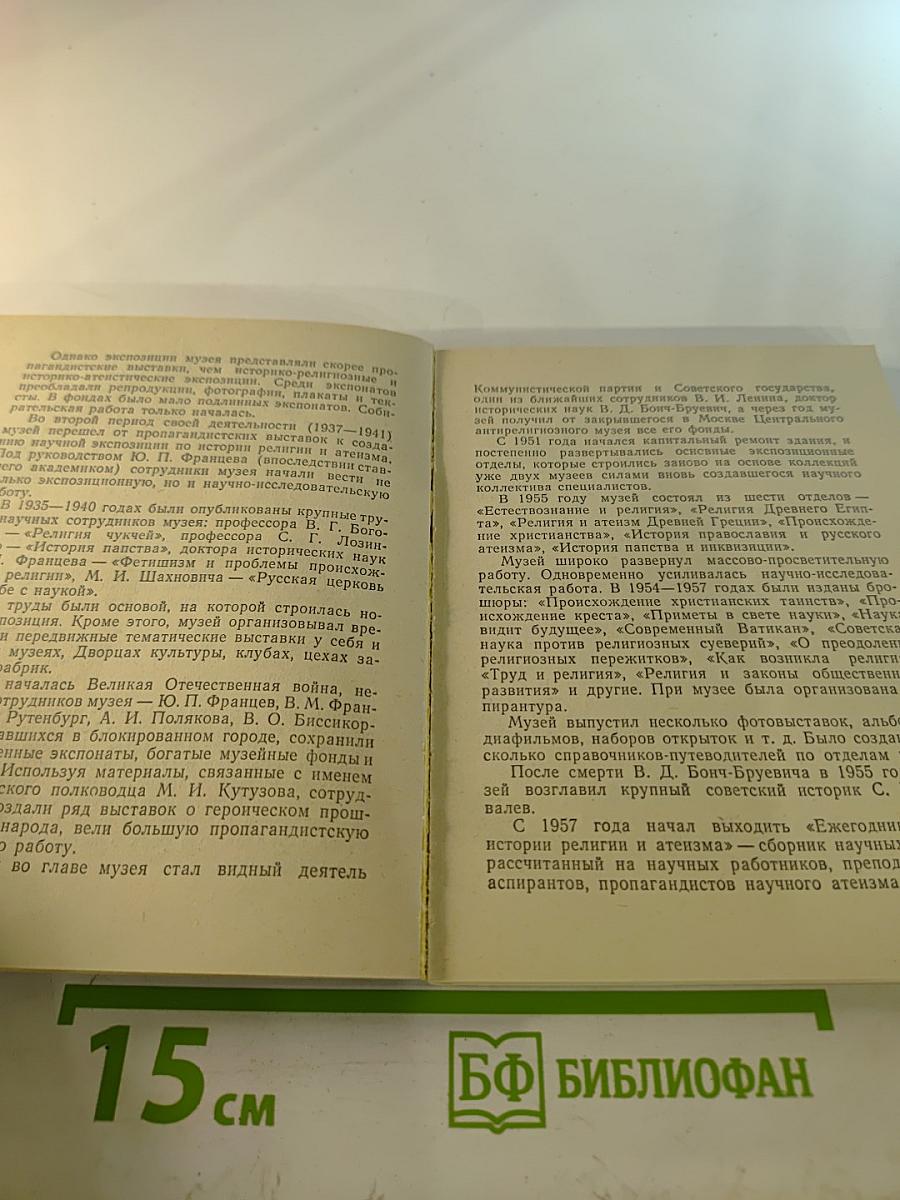 Однако экспозиции музея представляли скорее про-
пагандистские выставки, чем историко-религиозные и
историко-атеистические экспозиции. Среди экспонатов
преобладали репродукции, фотографии, плакаты и тек-
сты. В фондах было мало подлинных экспонатов. Соби-
рательская работа только началась.
Во второй период своей деятельности (1937—1941)
музей перешел от пропагандистских выставок к созда-
нию научной экспозиции по истории религии и атеизма.
Под руководством Ю. П. Францева (впоследствии став-
его академиком) сотрудники музея начали вести не
лько экспозиционную, но и научно-исследовательскую
боту.
В 1935—1940 годах были опубликованы крупные тру-
научных сотрудников музея: профессора В. Г. Бого-
— «Религия чукчей», профессора С. Г. Лозин-
— «История папства», доктора исторических наук
Францева — «Фетишизм и проблемы происхож-
религии», М. И. Шахновича — «Русская церковь
бе с наукой».
труды были основой, на которой строилась но-
позиция. Кроме этого, музей организовывал вре-
и передвижные тематические выставки у себя и
музеях, Дворцах культуры, клубах, цехах за-
рабрик.
началась Великая Отечественная война, не-
отрудников музея — Ю. П. Францев, В. М. Фран-
Рутенбург, А. И. Полякова, В. О. Биссикор-
авшихся в блокированном городе, сохранили
енные экспонаты, богатые музейные фонды и
Используя материалы, связанные с именем
ского полководца М. И. Кутузова, сотруд-
оздали ряд выставок о героическом прош-
народа, вели большую пропагандистскую
о работу.
во главе музея стал видный деятель
Коммунистической партии и Советского государства,
один из ближайших сотрудников В. И. Ленина, доктор
исторических наук В. Д. Бонч-Бруевич, а через год му-
зей получил от закрывшегося в Москве Центрального
антирелигиозного музея все его фонды.
С 1951 года начался капитальный ремонт здания, и
постепенно развертывались основные экспозиционные
отделы, которые строились заново на основе коллекций
уже двух музеев силами вновь создавшегося научного
коллектива специалистов.
В 1955 году музей состоял из шести отделов —
«Естествознание и религия», «Религия Древнего Егип-
та», «Религия и атеизм Древней Греции», «Происхожде-
ние христианства», «История православия и русского
атеизма», «История папства и инквизиции».
Музей широко развернул массово-просветительную
работу. Одновременно усиливалась научно-исследова-
тельская работа. В 1954—1957 годах были изданы бро-
шюры: «Происхождение христианских таинств», «Про-
исхождение креста», «Приметы в свете науки», «Наука
видит будущее», «Современный Ватикан», «Советска
наука против религиозных суеверий», «О преодолен
религиозных пережитков», «Как возникла религи
«Труд и религия», «Религия и законы общественн
развития» и другие. При музее была организована
пирантура.
Музей выпустил несколько фотовыставок, альбо
диафильмов, наборов открыток и т. д. Было создан
сколько справочников-путеводителей по отделам
После смерти В. Д. Бонч-Бруевича в 1955 го
зей возглавил крупный советский историк С.
валев.
С 1957 года начал выходить «Ежегодник
истории религии и атеизма» — сборник научных
рассчитанный на научных работников, препод
аспирантов, пропагандистов научного атеизма
15 см
БФ БИБЛИОФАН